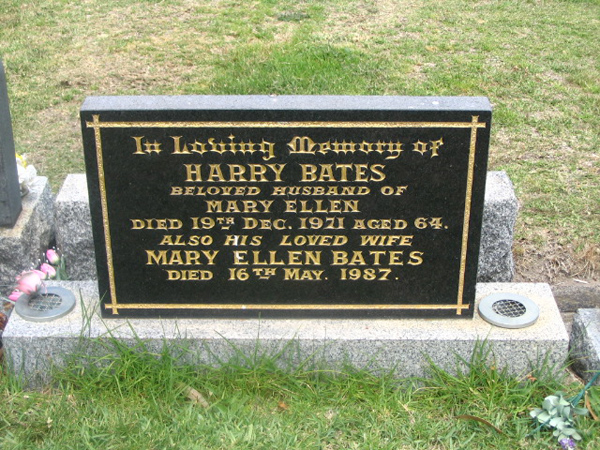 In Loving Memory of
HARRY BATES
BELOVED HUSBAND OF
MARY ELLEN
DIED 19TH DEC. 1971 AGED 64.
ALSO HIS LOVED WIFE
MARY ELLEN BATES
DIED 16TH MAY. 1987.